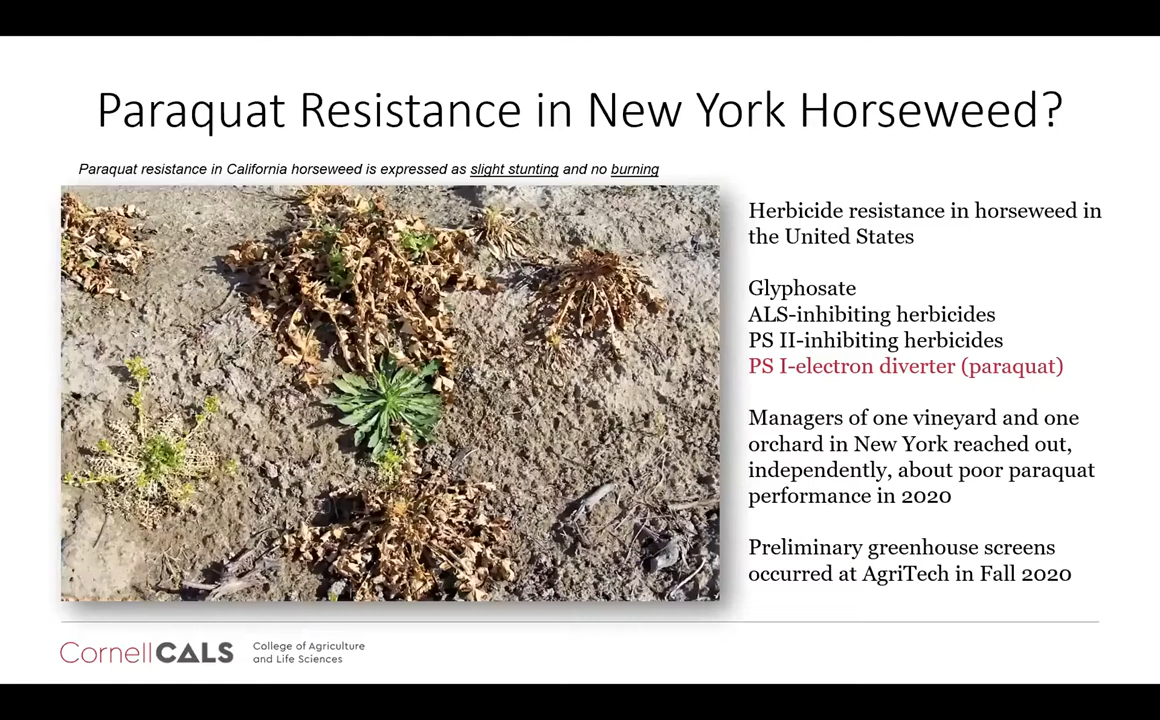 Paraquat Resistance in New York Horseweed?
Paraquat resistance in California horseweed is expressed as slight stunting and no burning
Herbicide resistance in horseweed in
the United States
Glyphosate
ALS-inhibiting herbicides
PS II-inhibiting herbicides
PS I-electron diverter (paraquat)
Managers of one vineyard and one
orchard in New York reached out,
independently, about poor paraquat
performance in 2020
Preliminary greenhouse screens
occurred at AgriTech in Fall 2020
CornellCALS
College of Agriculture
and Life Sciences